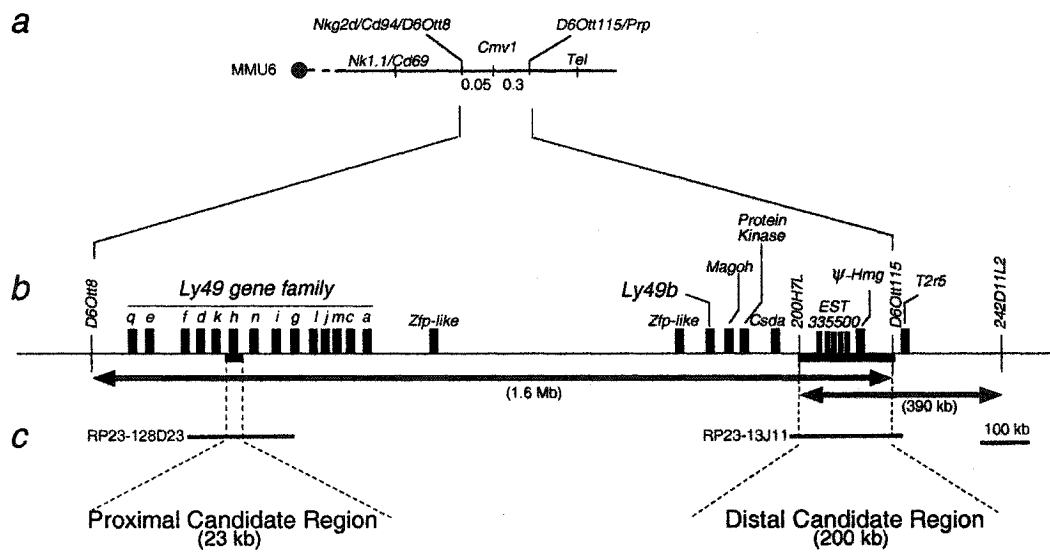 a
Nkg2d/Cd94/D6Ott8
D6Ott115/Prp
Cmv1
MMU6
Nk1.1/Cd69
Tel
0.05
0.3
b
D6Ott8
Ly49 gene family
q e f d k h n i g l j m c a
Zfp-like
Zfp-like
Ly49b
Magoh
Protein
Kinase
Csda
200H7L
EST
335500
ψ-Hmg
D6Ott115
T2r5
242D11L2
(1.6 Mb)
(390 kb)
c
RP23-128D23
RP23-13J11
100 kb
Proximal Candidate Region
(23 kb)
Distal Candidate Region
(200 kb)